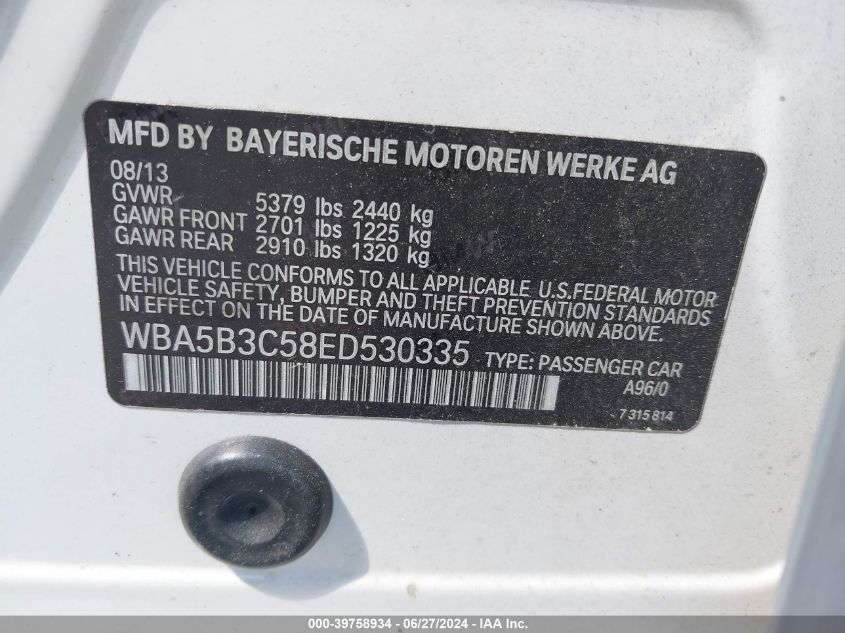 MFD BY BAYERISCHE MOTOREN WERKE AG
08/13
GVWR 5379 lbs 2440 kg
GAWR FRONT 2701 lbs 1225 kg
GAWR REAR 2910 lbs 1320 kg
THIS VEHICLE CONFORMS TO ALL APPLICABLE U.S.FEDERAL MOTOR
VEHICLE SAFETY, BUMPER AND THEFT PREVENTION STANDARDS
IN EFFECT ON THE DATE OF MANUFACTURE SHOWN ABOVE.
WBA5B3C58ED530335 TYPE: PASSENGER CAR
A96/0
7 315 814
000-39758934 - 06/27/2024 - IAA Inc.